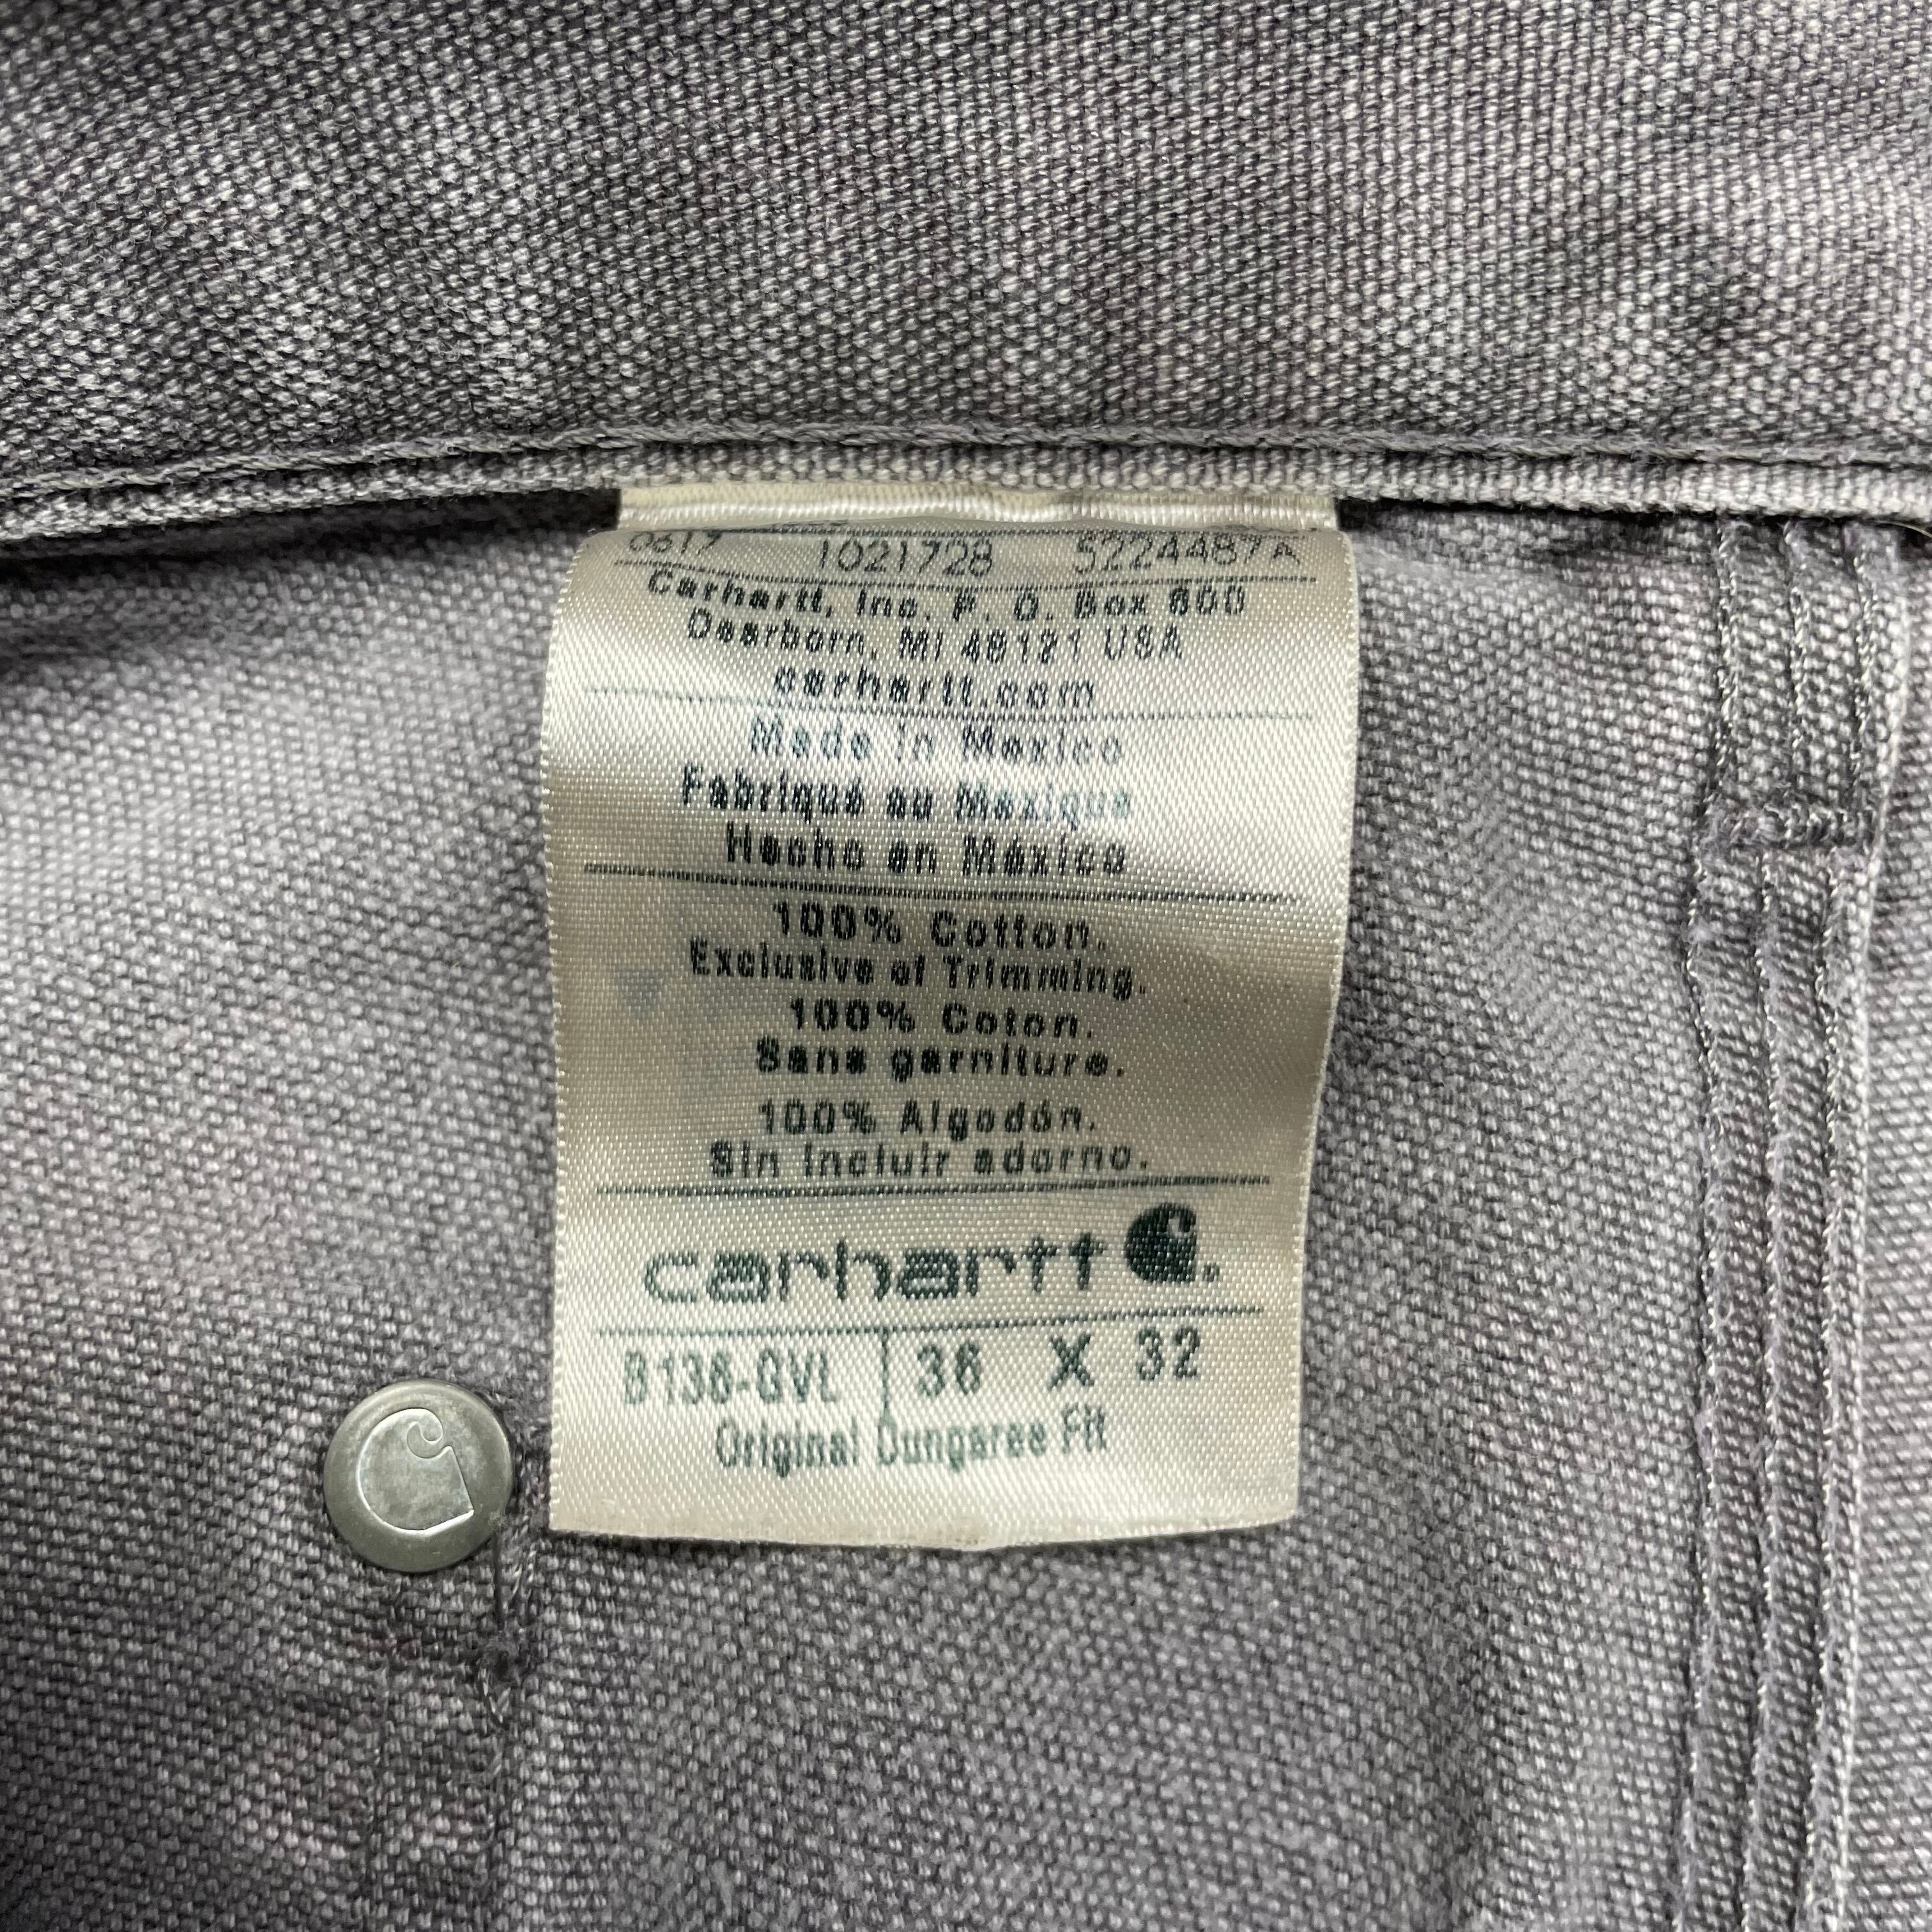 0617 1021728 5224487A
Carhartt, Inc. P. O. Box 600
Dearborn, MI 48121 USA
carhartt.com
Made in Mexico
Fabriqué au Mexique
Hecho en México
100% Cotton.
Exclusive of Trimming.
100% Coton.
Sans garniture.
100% Algodón.
Sin incluir adorno.
carhartt
B136-GVL 36 X 32
Original Dungaree Fit